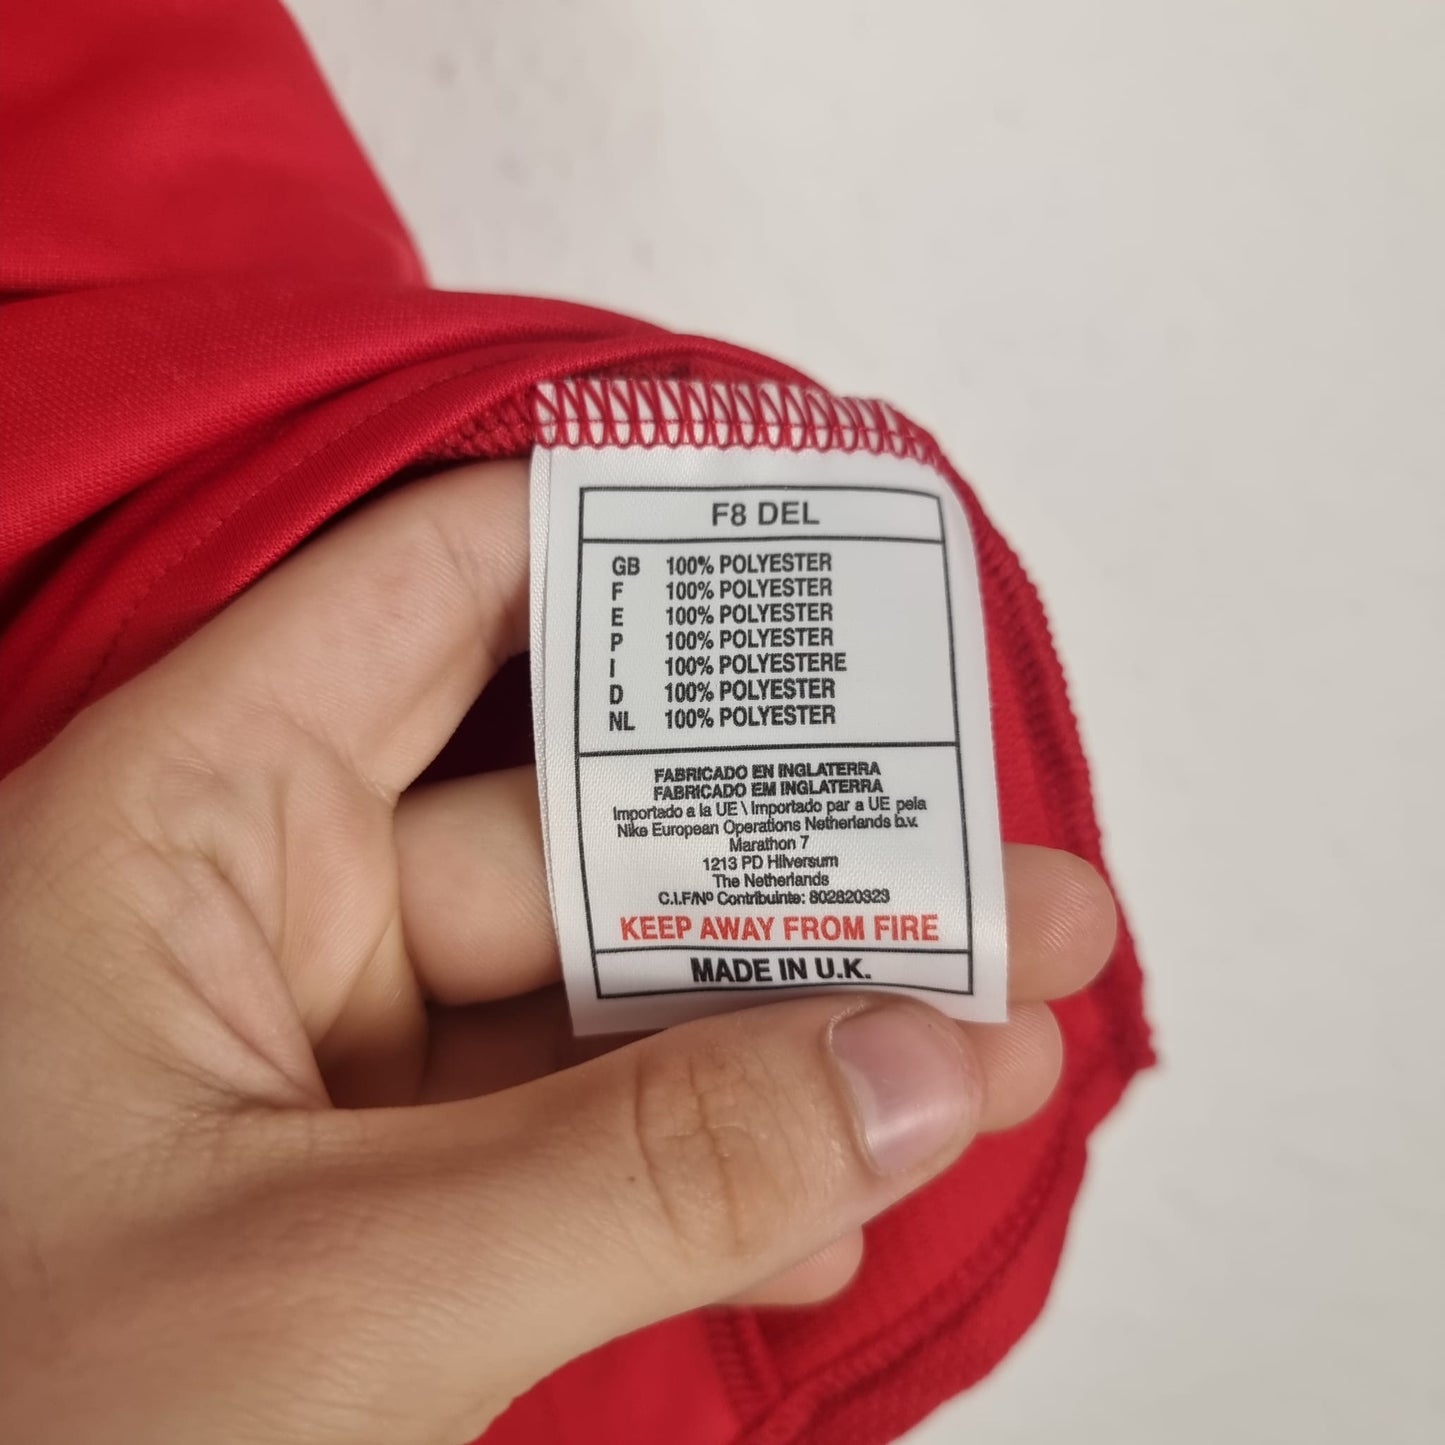 F8 DEL
GB 100% POLYESTER
F 100% POLYESTER
E 100% POLYESTER
P 100% POLYESTER
I 100% POLYESTERE
D 100% POLYESTER
NL 100% POLYESTER
FABRICADO EN INGLATERRA
FABRICADO EM INGLATERRA
Importado a la UE \ Importado par a UE pela
Nike European Operations Netherlands b.v.
Marathon 7
1213 PD Hilversum
The Netherlands
C.I.F/Nº Contribuinte: 802820323
KEEP AWAY FROM FIRE
MADE IN U.K.